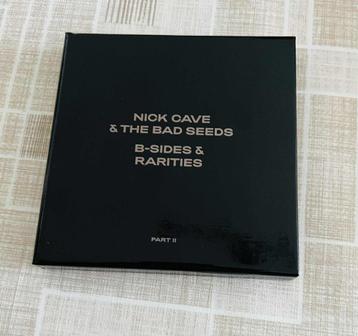 NICK CAVE
& THE BAD SEEDS
B-SIDES &
RARITIES
PART II